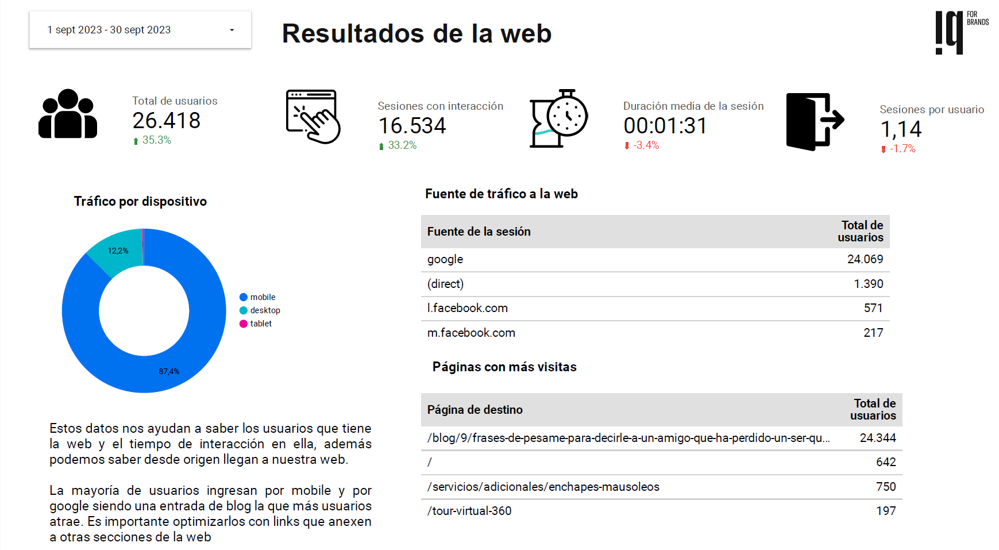 1 sept 2023 - 30 sept 2023
Resultados de la web
iq
FOR
BRANDS
Total de usuarios
26.418
35.3%
Sesiones con interacción
16.534
33.2%
Duración media de la sesión
00:01:31
-3.4%
Sesiones por usuario
1,14
-1.7%
Tráfico por dispositivo
12,2%
87,4%
mobile
desktop
tablet
Estos datos nos ayudan a saber los usuarios que tiene
la web y el tiempo de interacción en ella, además
podemos saber desde origen llegan a nuestra web.
La mayoría de usuarios ingresan por mobile y por
google siendo una entrada de blog la que más usuarios
atrae. Es importante optimizarlos con links que anexen
a otras secciones de la web
Fuente de tráfico a la web
Fuente de la sesión Total de
usuarios
google 24.069
(direct) 1.390
l.facebook.com 571
m.facebook.com 217
Páginas con más visitas
Página de destino Total de
usuarios
/blog/9/frases-de-pesame-para-decirle-a-un-amigo-que-ha-perdido-un-ser-qu... 24.344
/ 642
/servicios/adicionales/enchapes-mausoleos 750
/tour-virtual-360 197